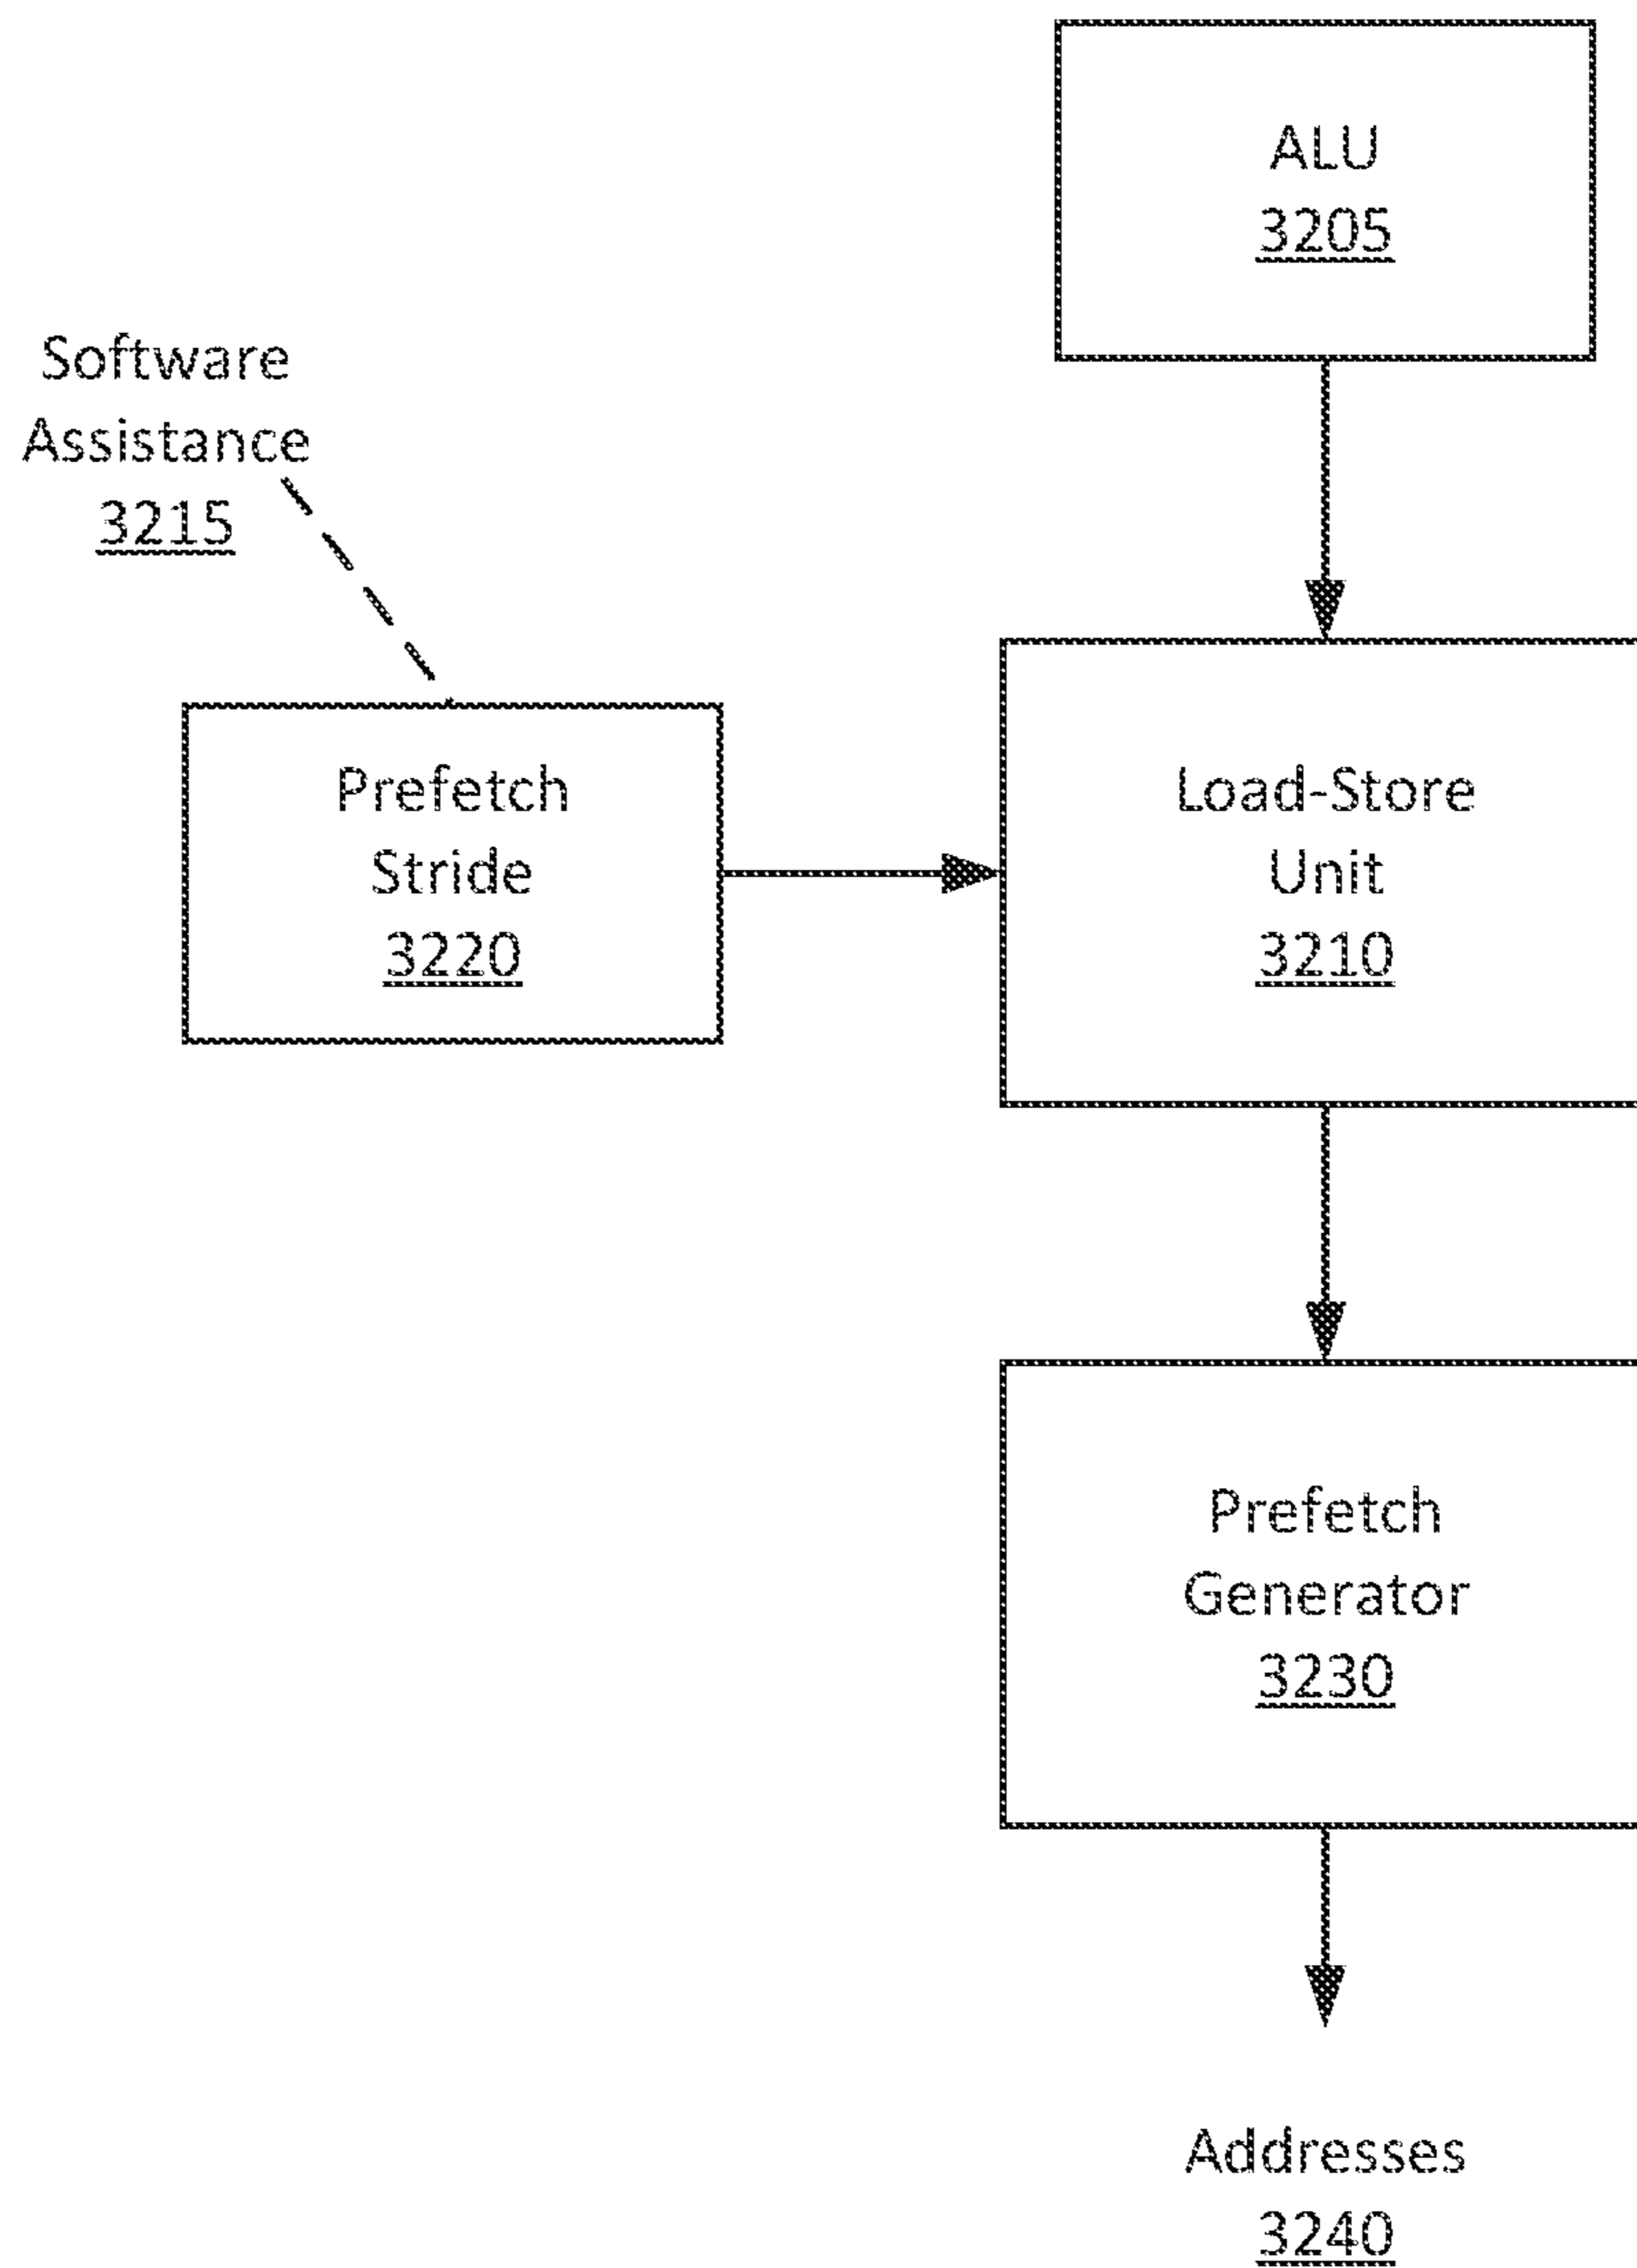 ALU
3205
Software
Assistance
3215
Prefetch
Stride
3220
Load-Store
Unit
3210
Prefetch
Generator
3230
Addresses
3240